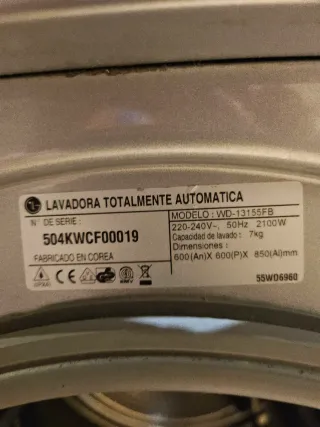 LG LAVADORA TOTALMENTE AUTOMATICA
N° DE SERIE :
504KWCF00019
FABRICADO EN COREA
MODELO : WD-13155FB
220-240V~, 50Hz 2100W
Capacidad de lavado : 7kg
Dimensiones :
600(An)X 600(P)X 850(Al)mm
55WD6960